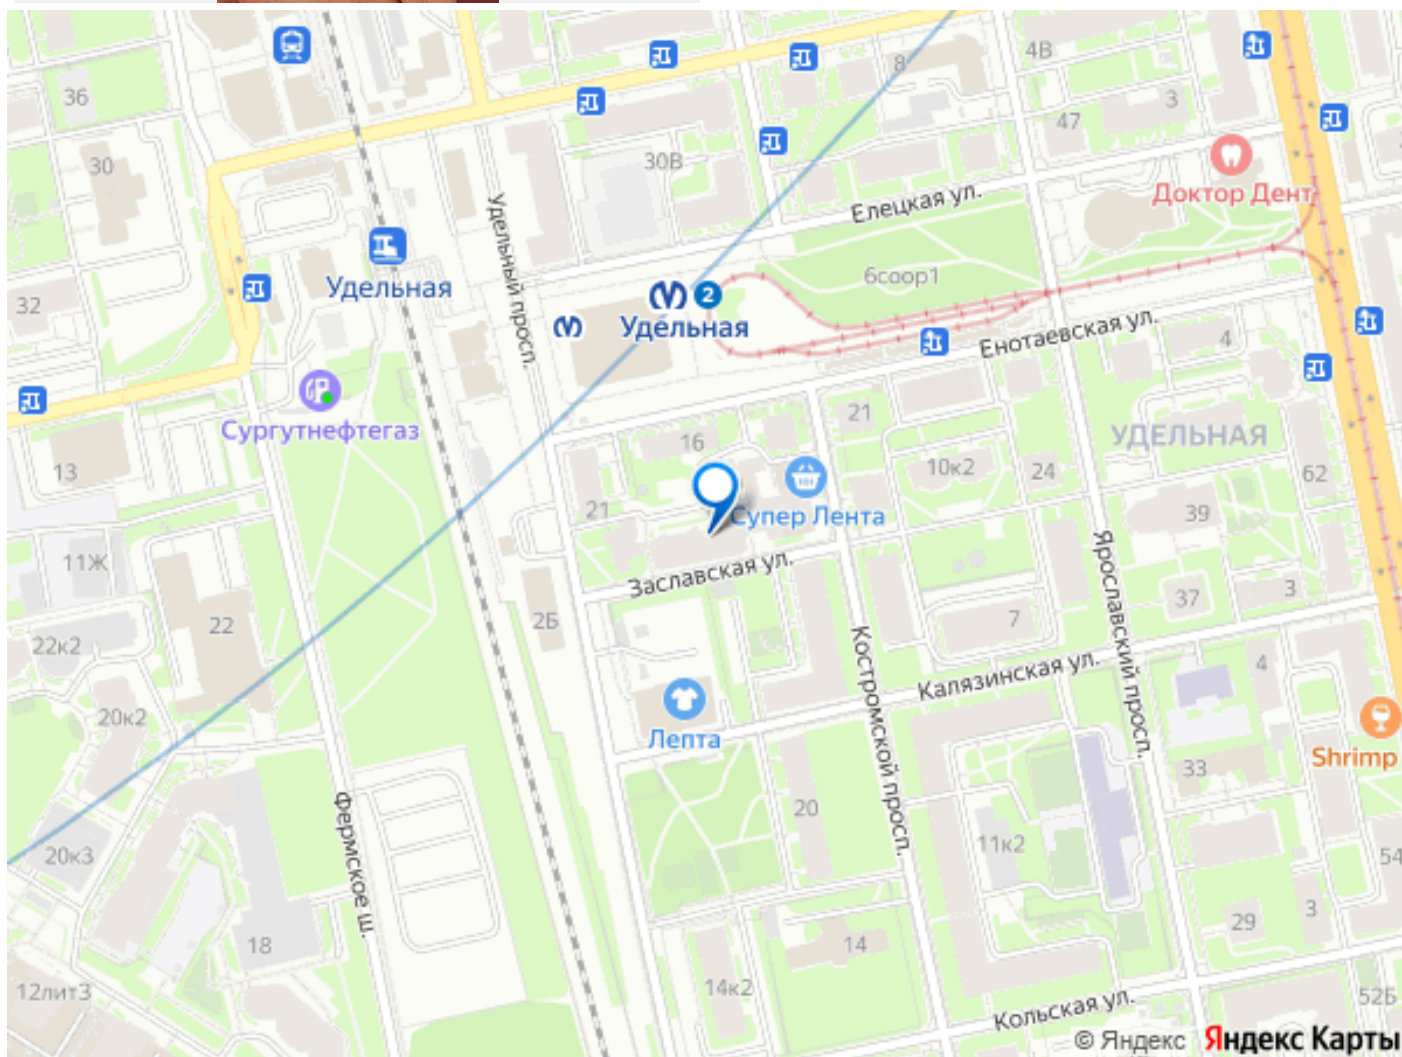 4В
8
36
3
47
30В
30
Доктор Дент
Елецкая ул.
Удельный просп.
6соор1
Удельная
2
32
Удельная
Енотаевская ул.
4
21
Сургутнефтегаз
16
УДЕЛЬНАЯ
10к2
24
13
62
21
Супер Лента
39
11Ж
Заславская ул.
Ярославский просп.
3
37
2Б
22
7
22к2
Костромской просп.
Калязинская ул.
4
20к2
Лепта
Shrimp
33
20
Фермское ш.
11к2
20к3
54
3
29
18
14
14к2
12лит3
52Б
Кольская ул.
© Яндекс Яндекс Карты